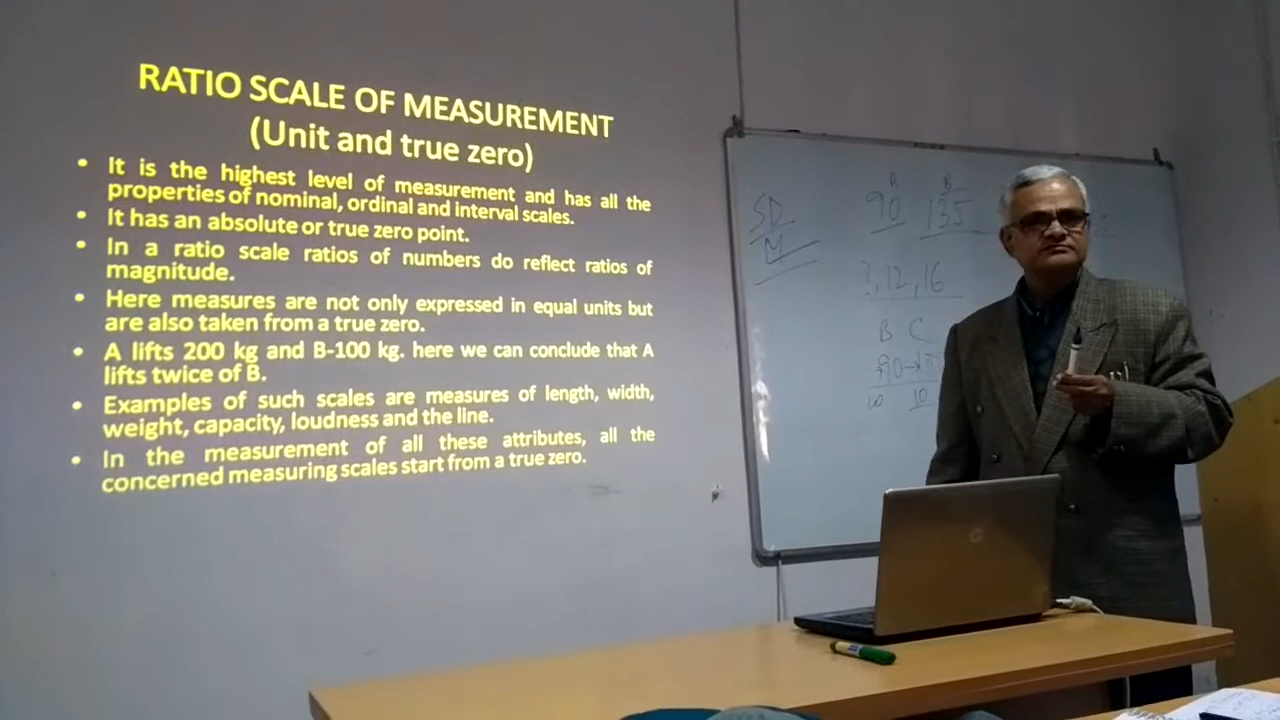 RATIO SCALE OF MEASUREMENT
(Unit and true zero)
• It is the highest level of measurement and has all the
properties of nominal, ordinal and interval scales.
• It has an absolute or true zero point.
• In a ratio scale ratios of numbers do reflect ratios of
magnitude.
• Here measures are not only expressed in equal units but
are also taken from a true zero.
• A lifts 200 kg and B-100 kg. here we can conclude that A
lifts twice of B.
• Examples of such scales are measures of length, width,
weight, capacity, loudness and the line.
• In the measurement of all these attributes, all the
concerned measuring scales start from a true zero.
SD
M
A B
90 135
?, 12, 16
B C
90
10